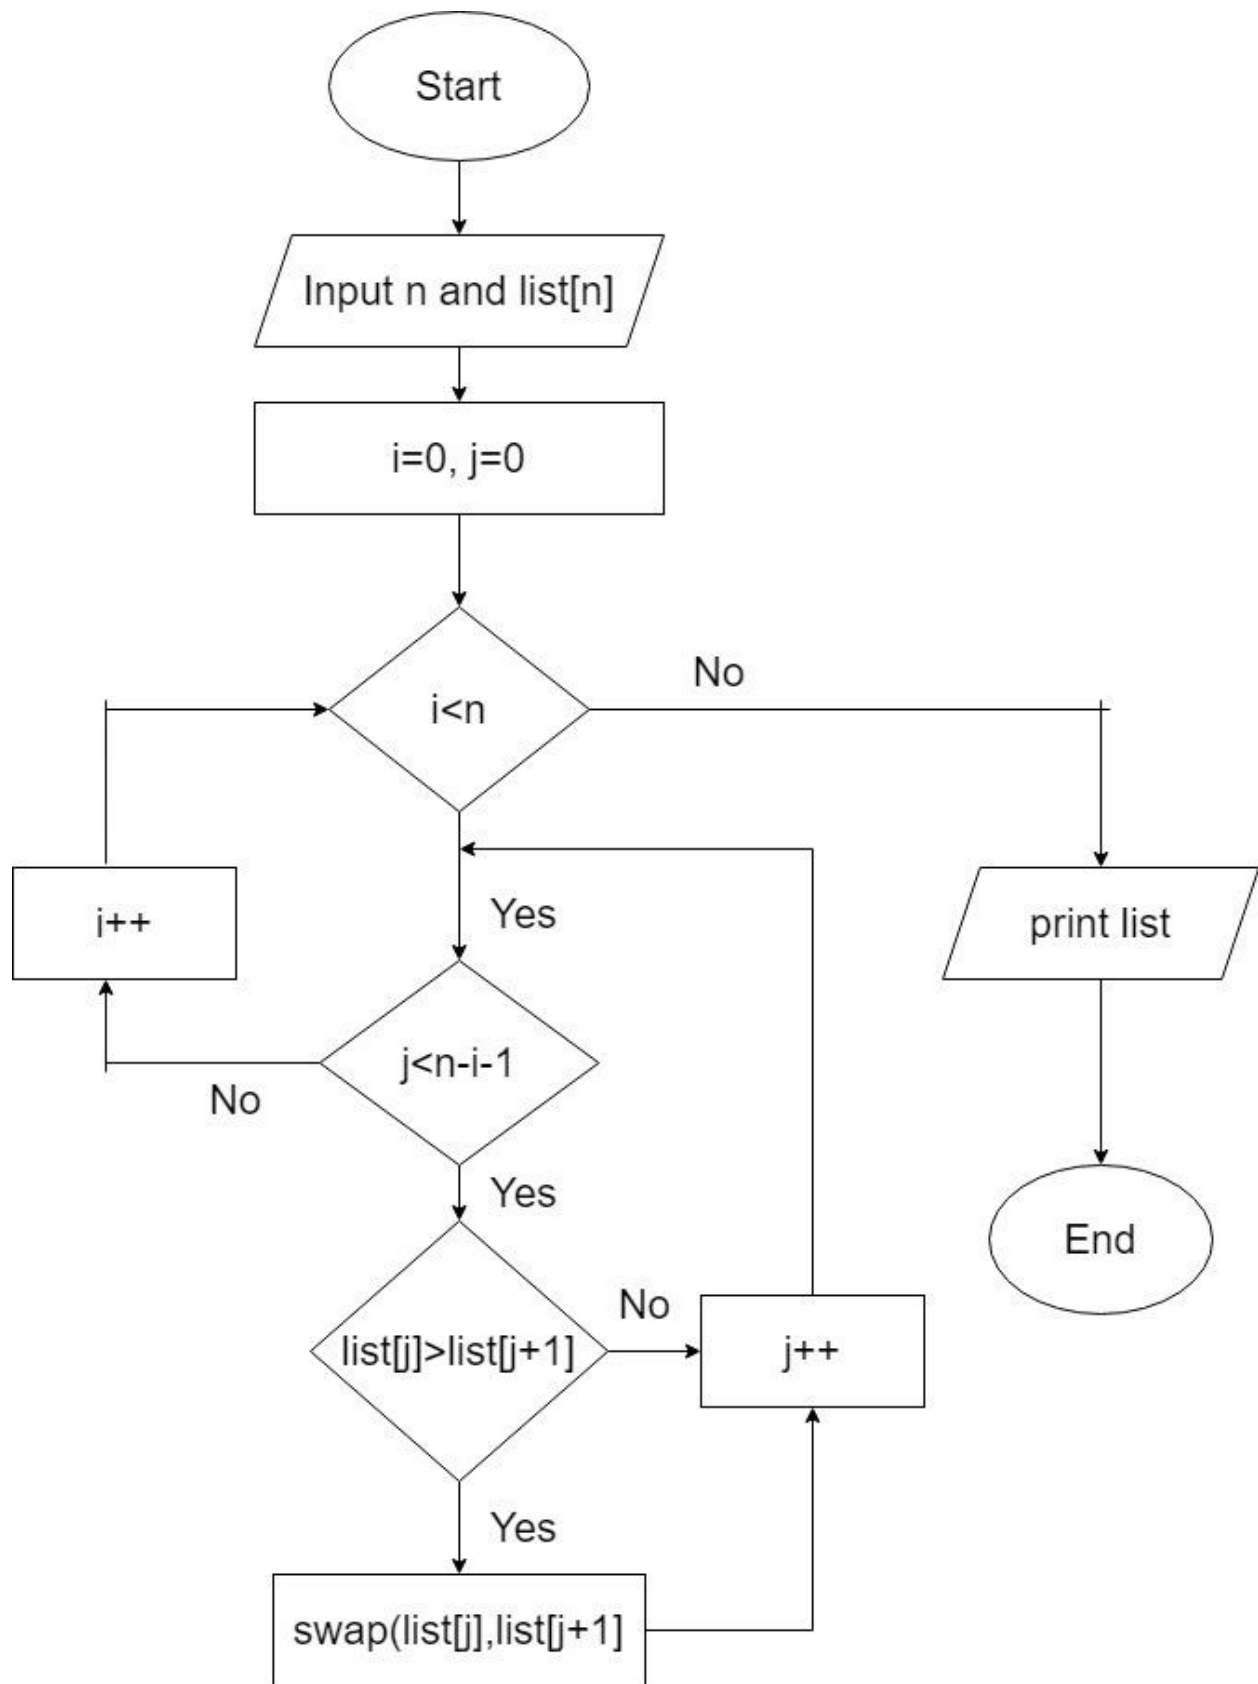 Start
Input n and list[n]
i=0, j=0
i<n
No
i++
Yes
print list
j<n-i-1
No
Yes
End
list[j]>list[j+1]
No
j++
Yes
swap(list[j],list[j+1]